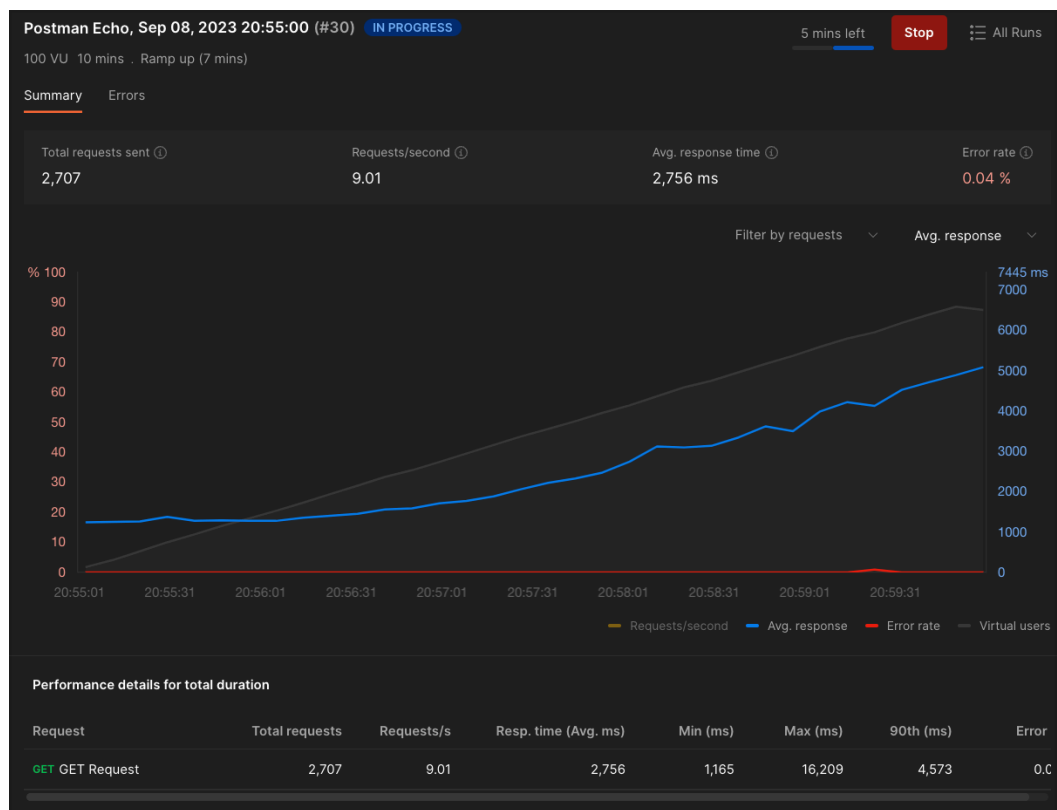 Postman Echo, Sep 08, 2023 20:55:00 (#30) IN PROGRESS 5 mins left Stop All Runs
100 VU 10 mins . Ramp up (7 mins)
Summary Errors
Total requests sent Requests/second Avg. response time Error rate
2,707 9.01 2,756 ms 0.04 %
Filter by requests Avg. response
% 100 7445 ms
7000
90
80 6000
70
5000
60
50 4000
40 3000
30
2000
20
10 1000
0 0
20:55:01 20:55:31 20:56:01 20:56:31 20:57:01 20:57:31 20:58:01 20:58:31 20:59:01 20:59:31
Requests/second Avg. response Error rate Virtual users
Performance details for total duration
Request Total requests Requests/s Resp. time (Avg. ms) Min (ms) Max (ms) 90th (ms) Error
GET GET Request 2,707 9.01 2,756 1,165 16,209 4,573